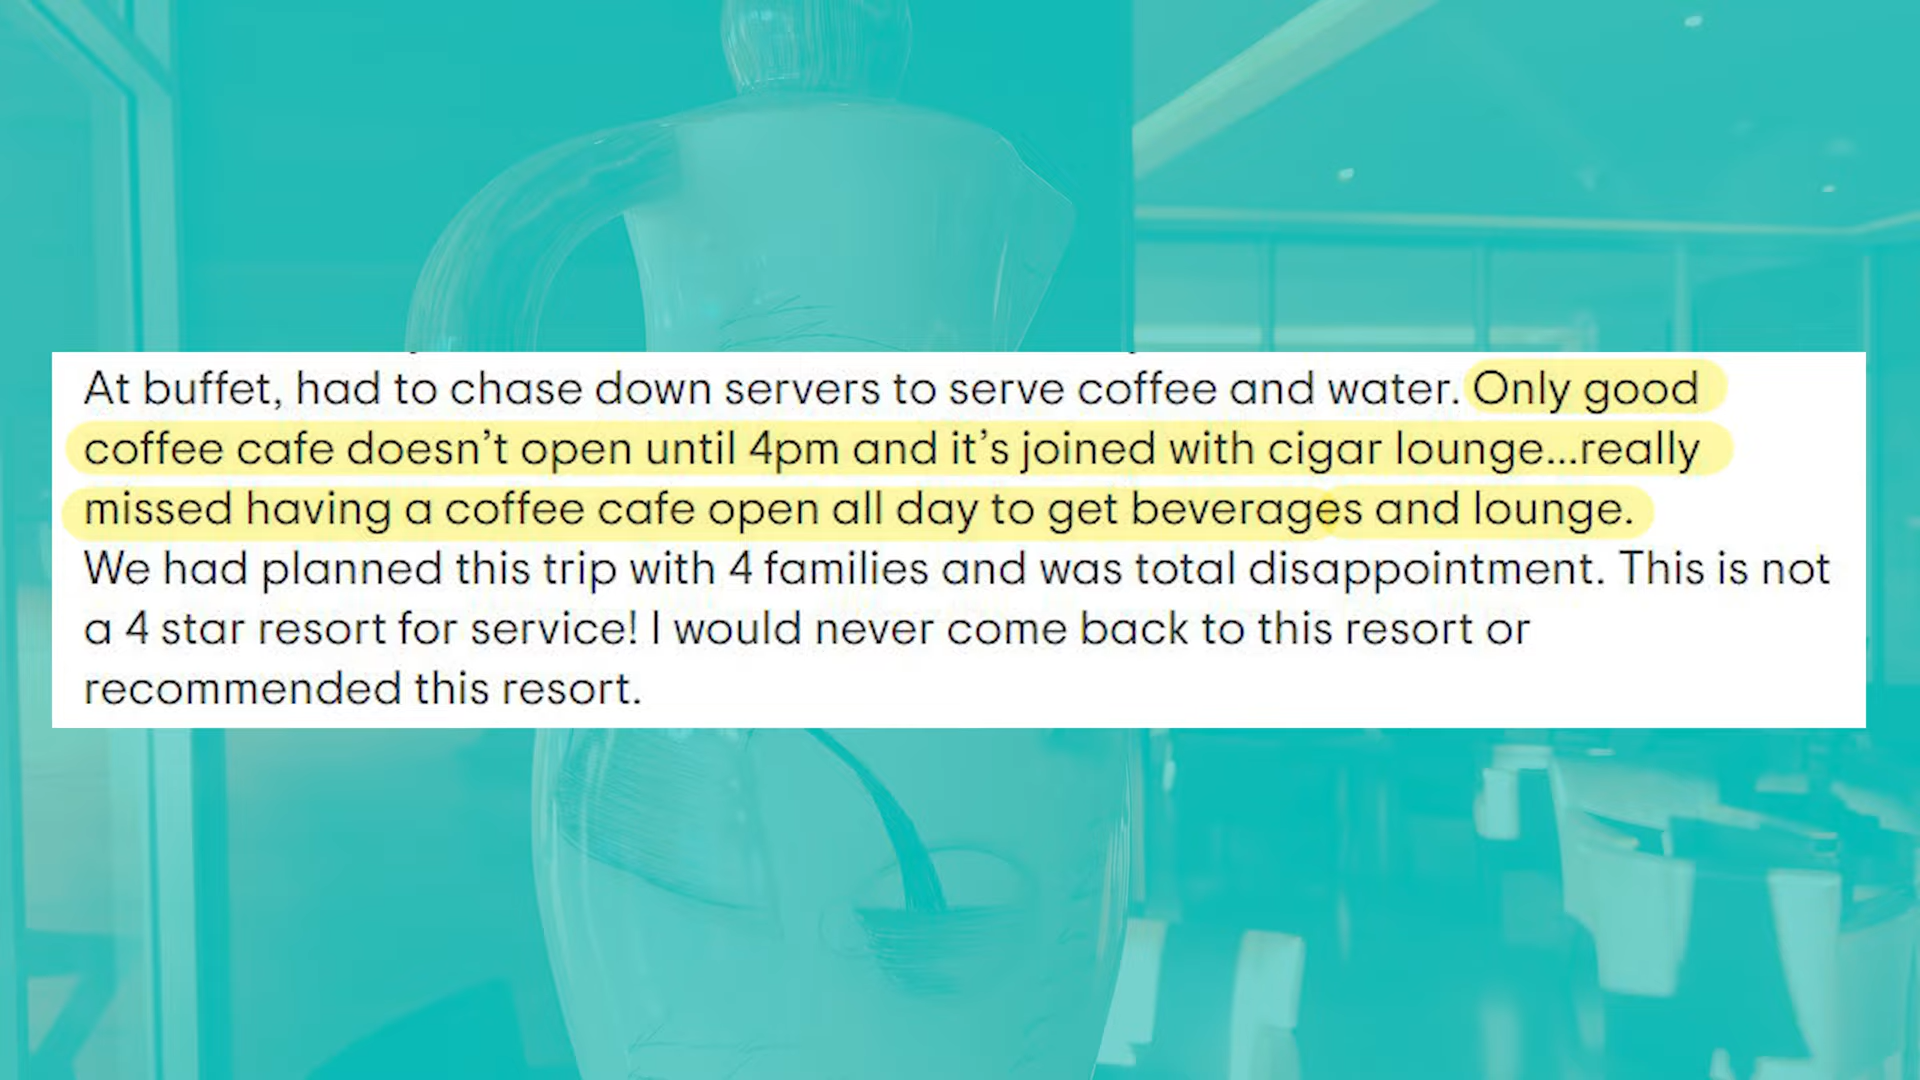 At buffet, had to chase down servers to serve coffee and water. Only good
coffee cafe doesn’t open until 4pm and it’s joined with cigar lounge...really
missed having a coffee cafe open all day to get beverages and lounge.
We had planned this trip with 4 families and was total disappointment. This is not
a 4 star resort for service! I would never come back to this resort or
recommended this resort.